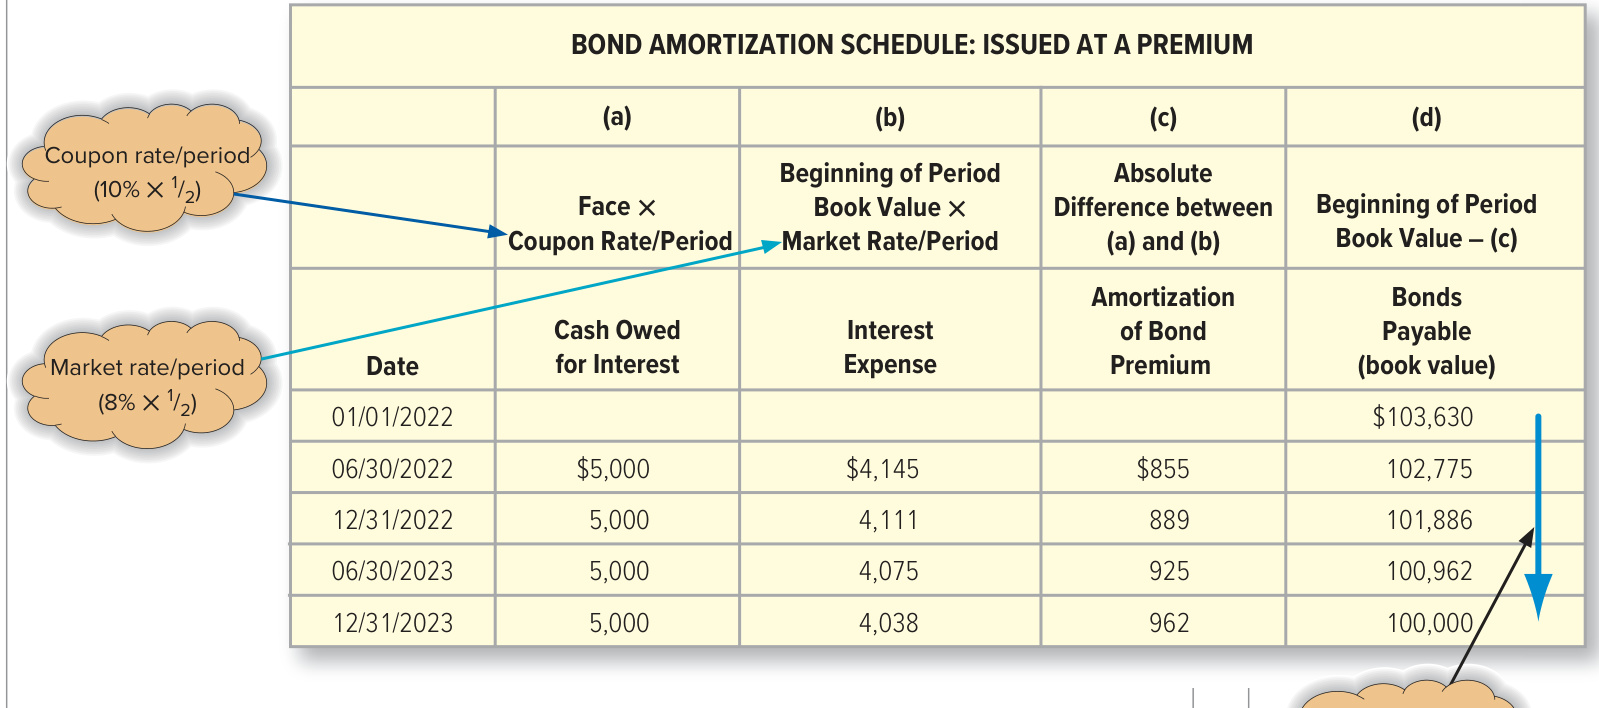 BOND AMORTIZATION SCHEDULE: ISSUED AT A PREMIUM
(a) (b) (c) (d)
Coupon rate/period
(10% × 1/2)
Face ×
Coupon Rate/Period
Beginning of Period
Book Value ×
Market Rate/Period
Absolute
Difference between
(a) and (b)
Beginning of Period
Book Value – (c)
Market rate/period
(8% × 1/2)
Date
Cash Owed
for Interest
Interest
Expense
Amortization
of Bond
Premium
Bonds
Payable
(book value)
01/01/2022 $103,630
06/30/2022 $5,000 $4,145 $855 102,775
12/31/2022 5,000 4,111 889 101,886
06/30/2023 5,000 4,075 925 100,962
12/31/2023 5,000 4,038 962 100,000